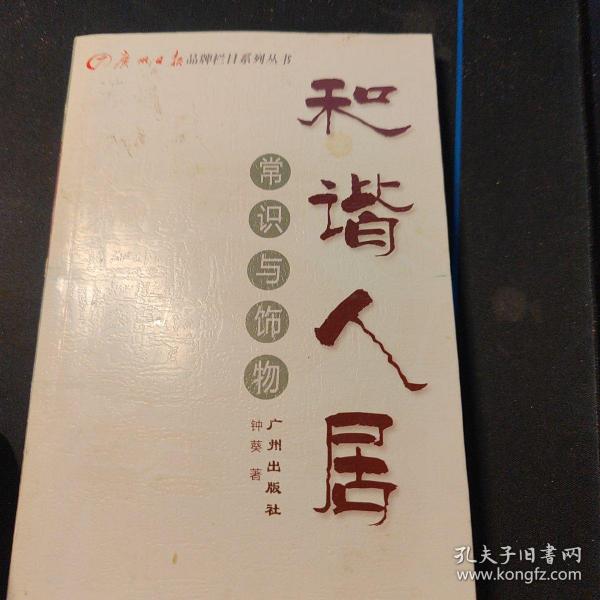 广州日报品牌栏目系列丛书
和谐人居
常识与饰物
钟葵 著
广州出版社
孔夫子旧书网
www.kongfz.com